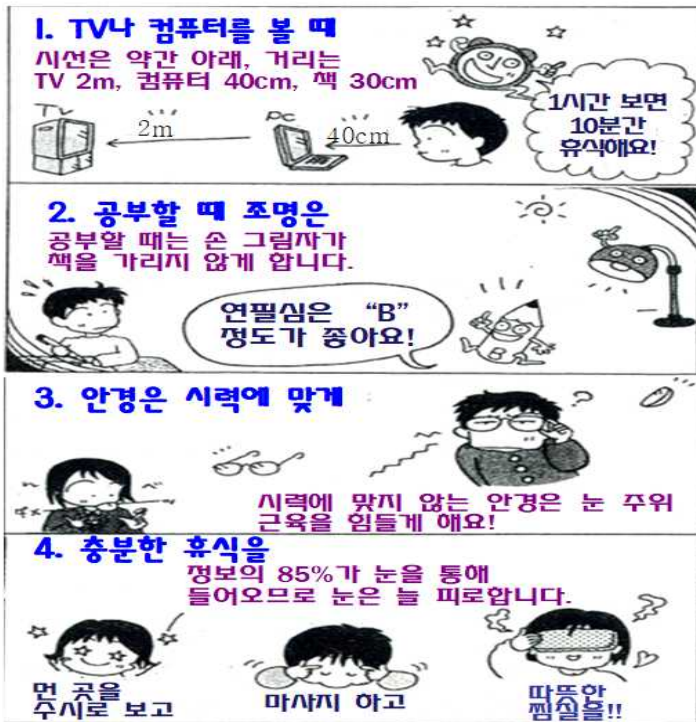 1. TV나 컴퓨터를 볼 때
시선은 약간 아래, 거리는
TV 2m, 컴퓨터 40cm, 책 30cm
1시간 보면
10분간
휴식해요!
TV
2m
PC
40cm
2. 공부할 때 조명은
공부할 때는 손 그림자가
책을 가리지 않게 합니다.
연필심은 “B”
정도가 좋아요!
B
3. 안경은 시력에 맞게
시력에 맞지 않는 안경은 눈 주위
근육을 힘들게 해요!
4. 충분한 휴식을
정보의 85%가 눈을 통해
들어오므로 눈은 늘 피로합니다.
먼 곳을
수시로 보고
마사지 하고
따뜻한
찜질을!!